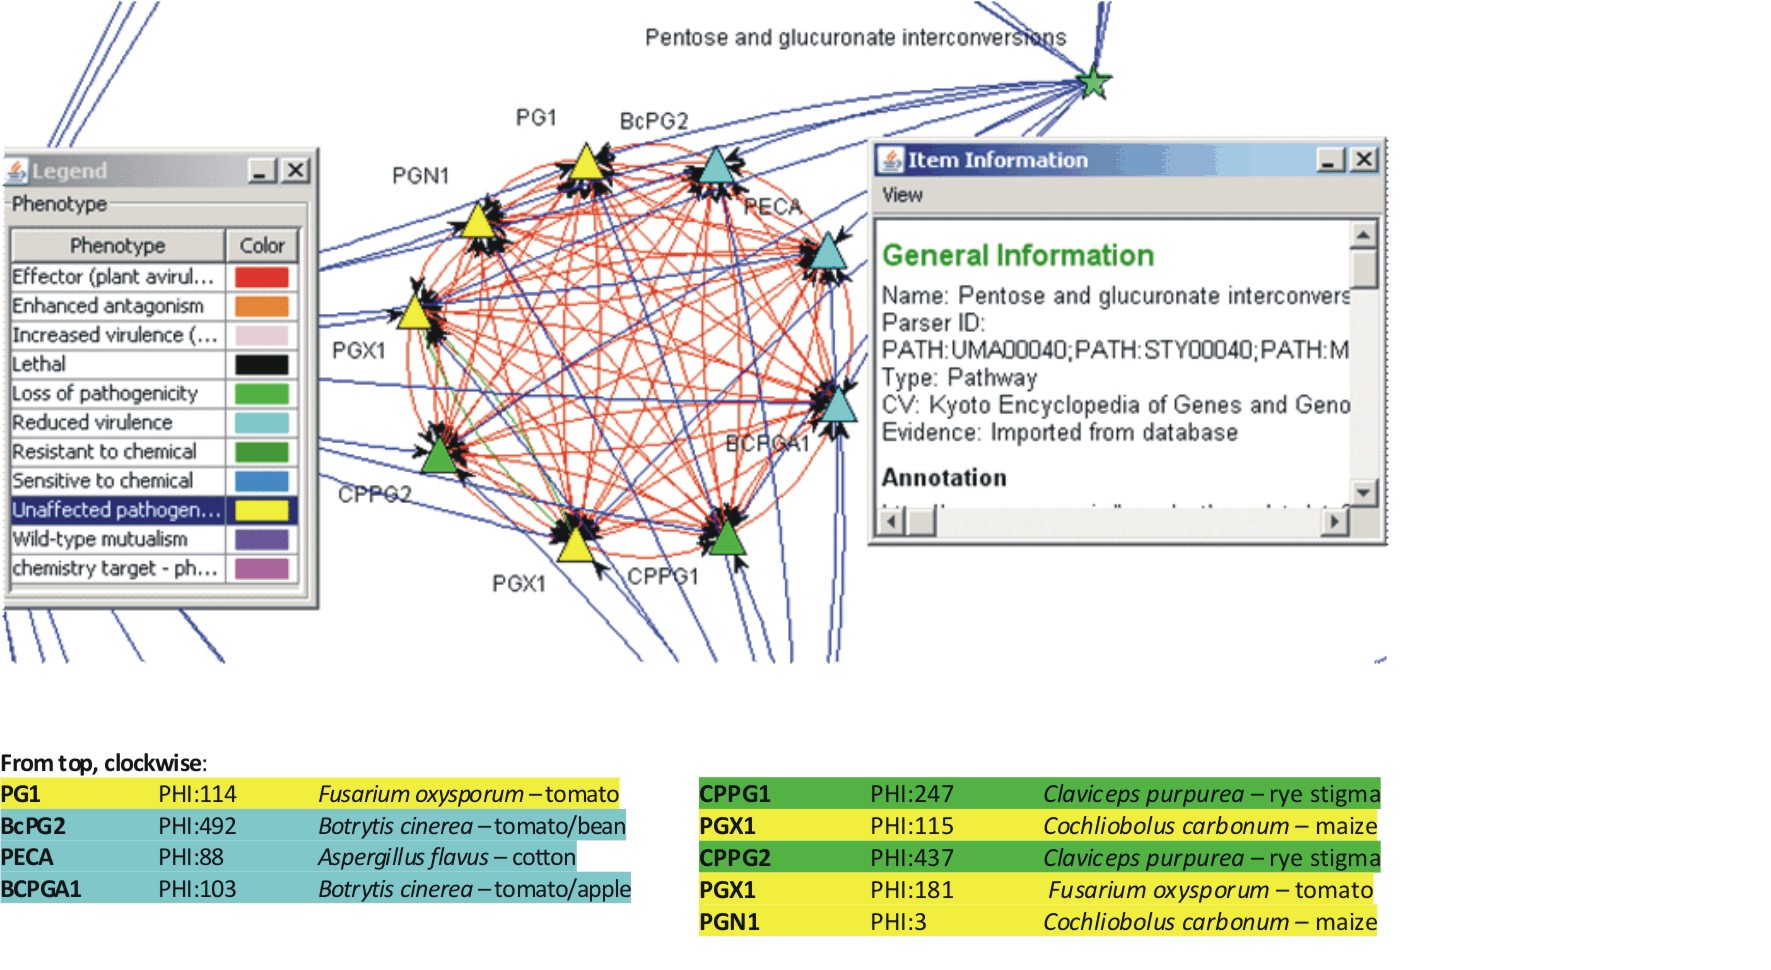 Pentose and glucuronate interconversions
PG1
BcPG2
PGN1
PECA
PGX1
BCPGA1
CPPG2
PGX1
CPPG1
Legend
Phenotype
Phenotype Color
Effector (plant avirul...
Enhanced antagonism
Increased virulence (...
Lethal
Loss of pathogenicity
Reduced virulence
Resistant to chemical
Sensitive to chemical
Unaffected pathogen...
Wild-type mutualism
chemistry target - ph...
Item Information
View
General Information
Name: Pentose and glucuronate interconvers
Parser ID:
PATH:UMA00040;PATH:STY00040;PATH:M
Type: Pathway
CV: Kyoto Encyclopedia of Genes and Geno
Evidence: Imported from database
Annotation
From top, clockwise:
PG1 PHI:114 Fusarium oxysporum – tomato
BcPG2 PHI:492 Botrytis cinerea – tomato/bean
PECA PHI:88 Aspergillus flavus – cotton
BCPGA1 PHI:103 Botrytis cinerea – tomato/apple
CPPG1 PHI:247 Claviceps purpurea – rye stigma
PGX1 PHI:115 Cochliobolus carbonum – maize
CPPG2 PHI:437 Claviceps purpurea – rye stigma
PGX1 PHI:181 Fusarium oxysporum – tomato
PGN1 PHI:3 Cochliobolus carbonum – maize